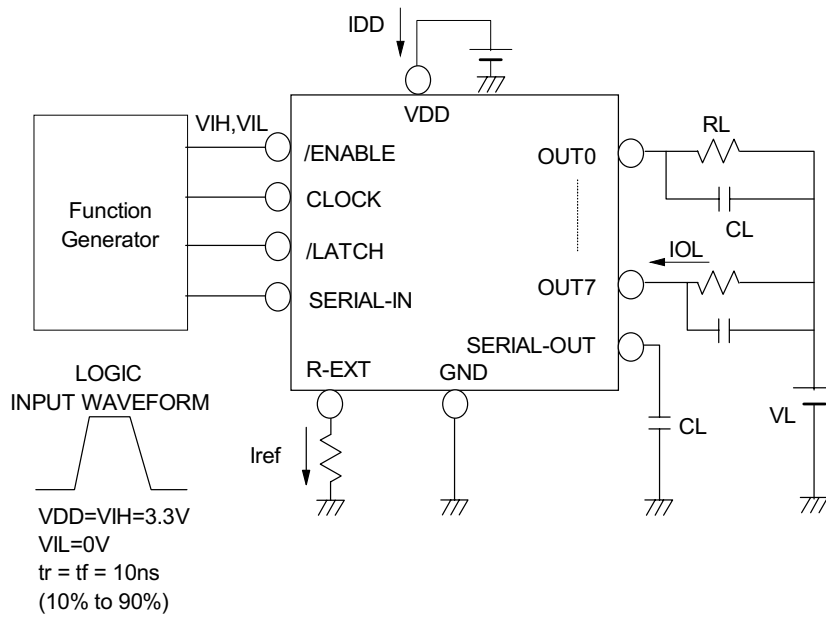 IDD
VDD
VIH,VIL
Function
Generator
/ENABLE
CLOCK
/LATCH
SERIAL-IN
OUT0
OUT7
SERIAL-OUT
RL
CL
IOL
R-EXT
GND
Iref
CL
VL
LOGIC
INPUT WAVEFORM
VDD=VIH=3.3V
VIL=0V
tr = tf = 10ns
(10% to 90%)